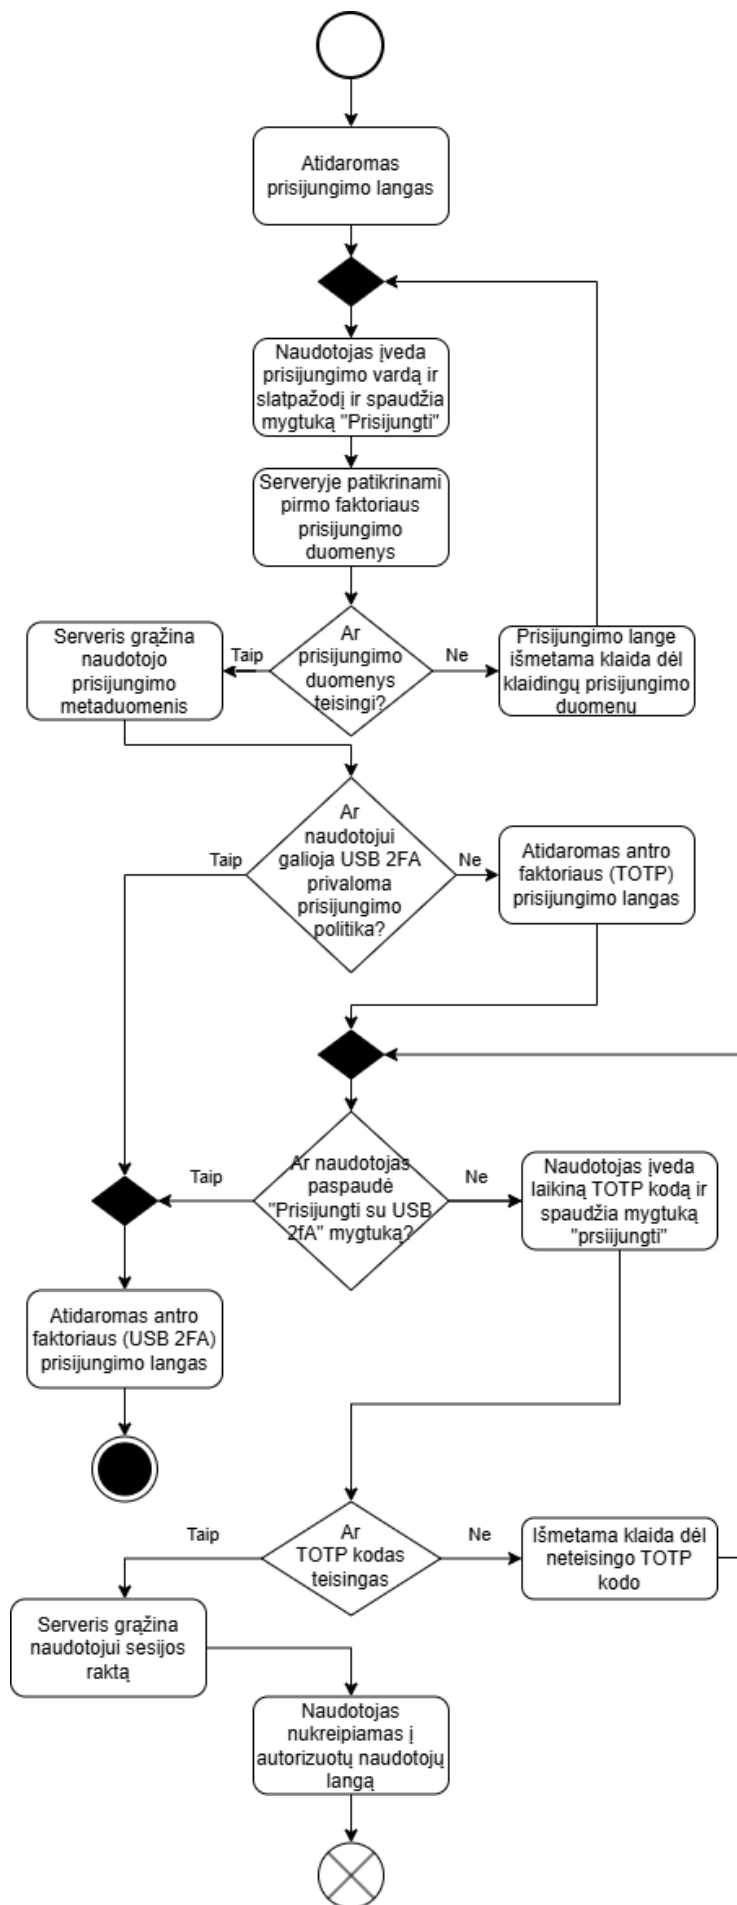 Atidaromas
prisijungimo langas
Naudotojas įveda
prisijungimo vardą ir
slatpažodį ir spaudžia
mygtuką "Prisijungti"
Serveryje patikrinami
pirmo faktoriaus
prisijungimo
duomenys
Ar
prisijungimo
duomenys
teisingi?
Taip
Ne
Serveris grąžina
naudotojo
prisijungimo
metaduomenis
Prisijungimo lange
išmetama klaida dėl
klaidingų prisijungimo
duomenų
Ar
naudotojui
galioja USB 2FA
privaloma
prisijungimo
politika?
Taip
Ne
Atidaromas antro
faktoriaus (TOTP)
prisijungimo langas
Ar naudotojas
paspaudė
"Prisijungti su USB
2fA" mygtuką?
Taip
Ne
Naudotojas įveda
laikiną TOTP kodą ir
spaudžia mygtuką
"prsiijungti"
Atidaromas antro
faktoriaus (USB 2FA)
prisijungimo langas
Ar
TOTP kodas
teisingas
Taip
Ne
Išmetama klaida dėl
neteisingo TOTP
kodo
Serveris grąžina
naudotojui sesijos
raktą
Naudotojas
nukreipiamas į
autorizuotų naudotojų
langą